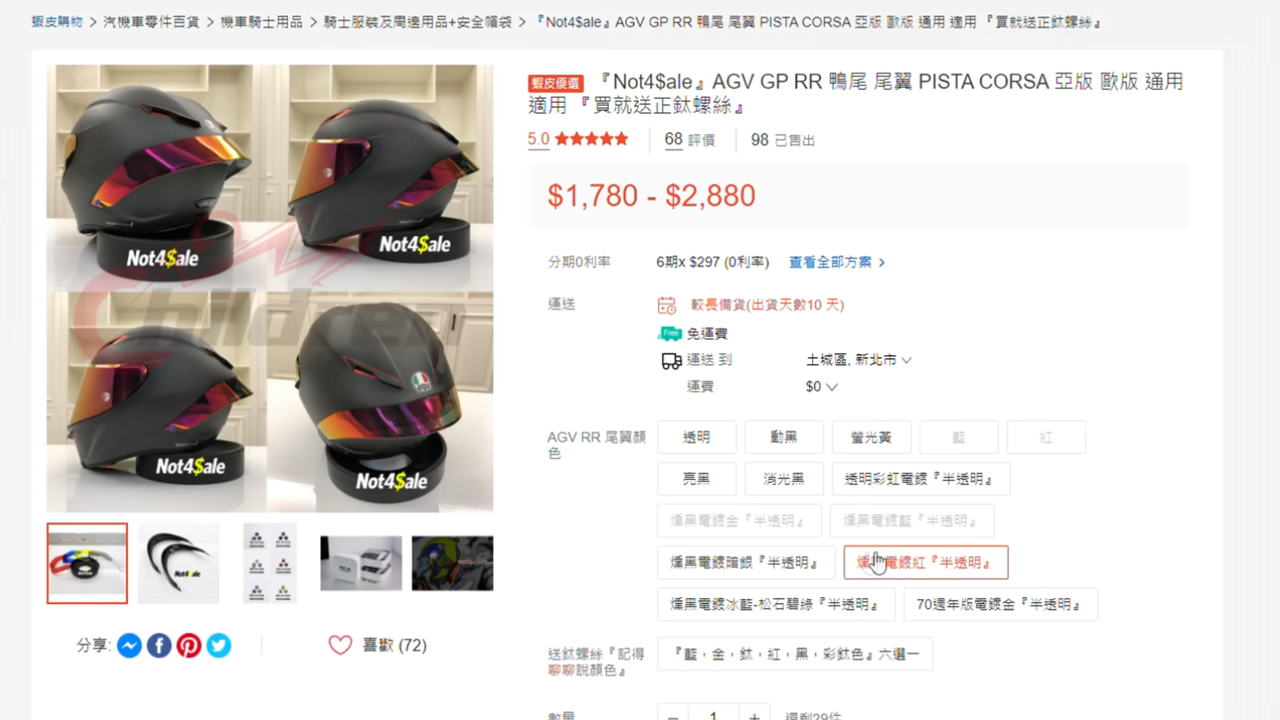 蝦皮購物 > 汽機車零件百貨 > 機車騎士用品 > 騎士服裝及周邊用品+安全帽袋 > 『Not4$ale』AGV GP RR 鴨尾 尾翼 PISTA CORSA 亞版 歐版 通用 適用 『買就送正鈦螺絲』
蝦皮優選 『Not4$ale』AGV GP RR 鴨尾 尾翼 PISTA CORSA 亞版 歐版 通用
適用 『買就送正鈦螺絲』
5.0 68 評價 98 已售出
$1,780 - $2,880
分期0利率 6期x $297 (0利率) 查看全部方案 >
運送 較長備貨(出貨天數10 天)
Free 免運費
運送 到 土城區, 新北市
運費 $0
AGV RR 尾翼顏
色
透明 動黑 螢光黃 藍 紅
亮黑 消光黑 透明彩虹電鍍『半透明』
燻黑電鍍金『半透明』 燻黑電鍍藍『半透明』
燻黑電鍍暗銀『半透明』 燻電鍍紅『半透明』
燻黑電鍍冰藍-松石碧綠『半透明』 70週年版電鍍金『半透明』
送鈦螺絲『記得
聊聊說顏色』
『藍，金，鈦，紅，黑，彩鈦色』六選一
數量 1 還剩29件
Not4$ale
Not4$ale
Children
Not4$ale
AGV
Not4$ale
Not4$ale
分享: 喜歡 (72)